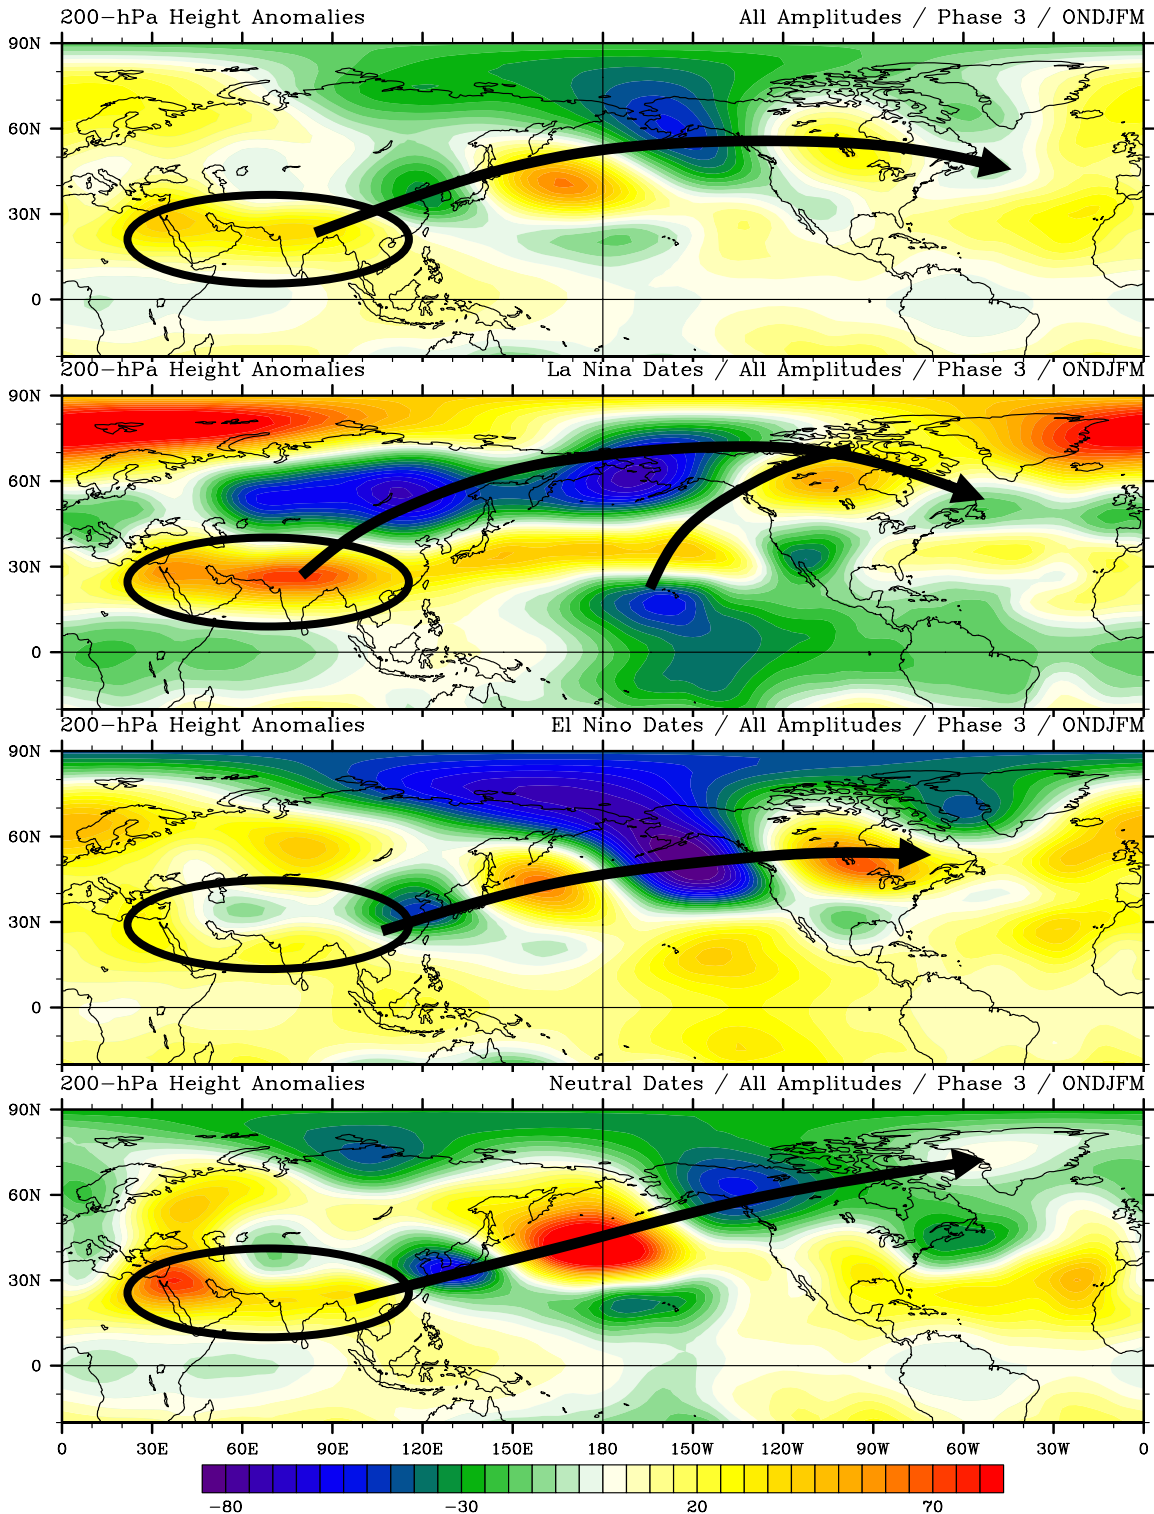 200-hPa Height Anomalies All Amplitudes / Phase 3 / ONDJFM
90N
60N
30N
0
200-hPa Height Anomalies La Nina Dates / All Amplitudes / Phase 3 / ONDJFM
90N
60N
30N
0
200-hPa Height Anomalies El Nino Dates / All Amplitudes / Phase 3 / ONDJFM
90N
60N
30N
0
200-hPa Height Anomalies Neutral Dates / All Amplitudes / Phase 3 / ONDJFM
90N
60N
30N
0
0 30E 60E 90E 120E 150E 180 150W 120W 90W 60W 30W 0
-80 -30 20 70